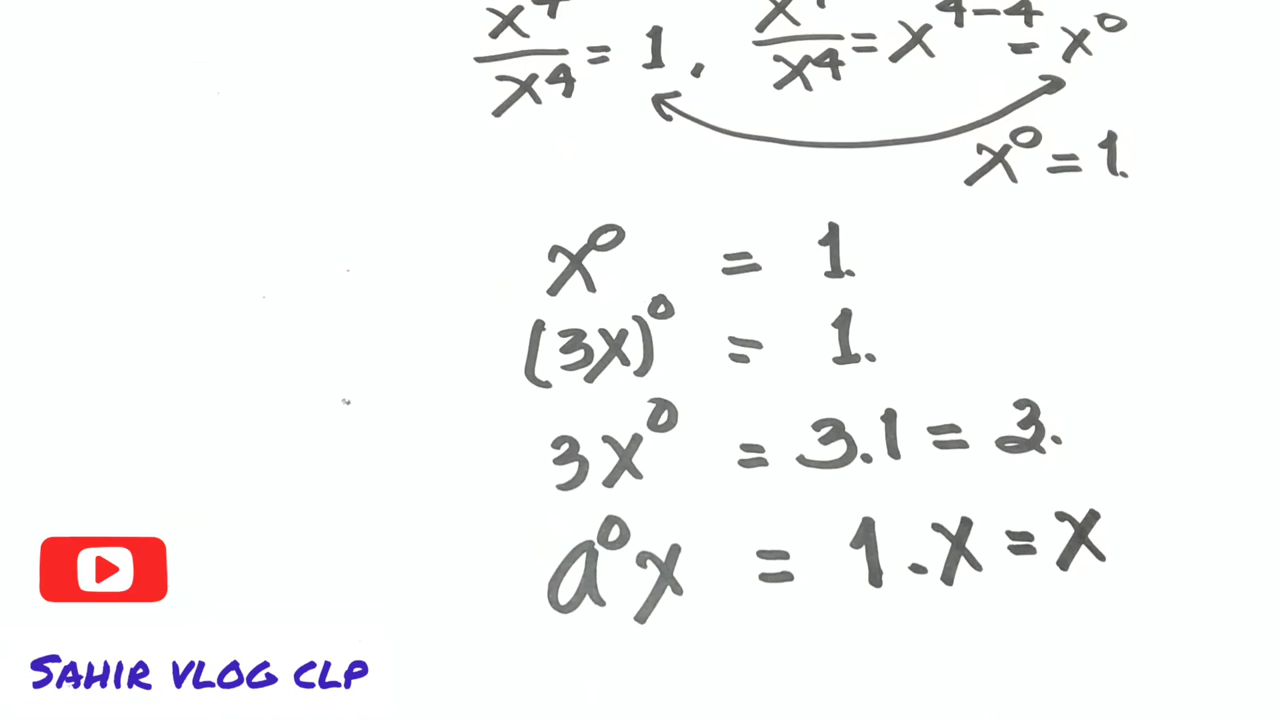 x⁴/x⁴ = 1, x⁴/x⁴ = x⁴⁻⁴ = x⁰
x⁰ = 1.
x⁰ = 1.
(3x)⁰ = 1.
3x⁰ = 3.1 = 3.
a⁰x = 1.x = x
SAHIR VLOG CLP